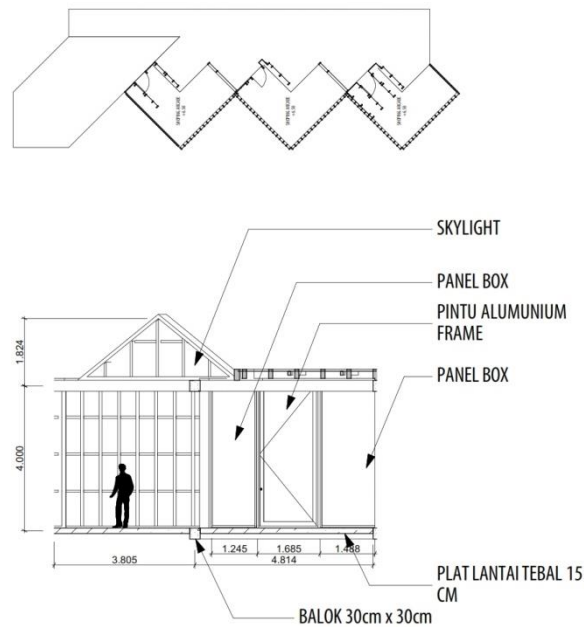 SKYLIGHT
PANEL BOX
PINTU ALUMUNIUM
FRAME
PANEL BOX
1.824
4.000
1.245 1.685 1.488
3.805 4.814
PLAT LANTAI TEBAL 15
CM
BALOK 30cm x 30cm